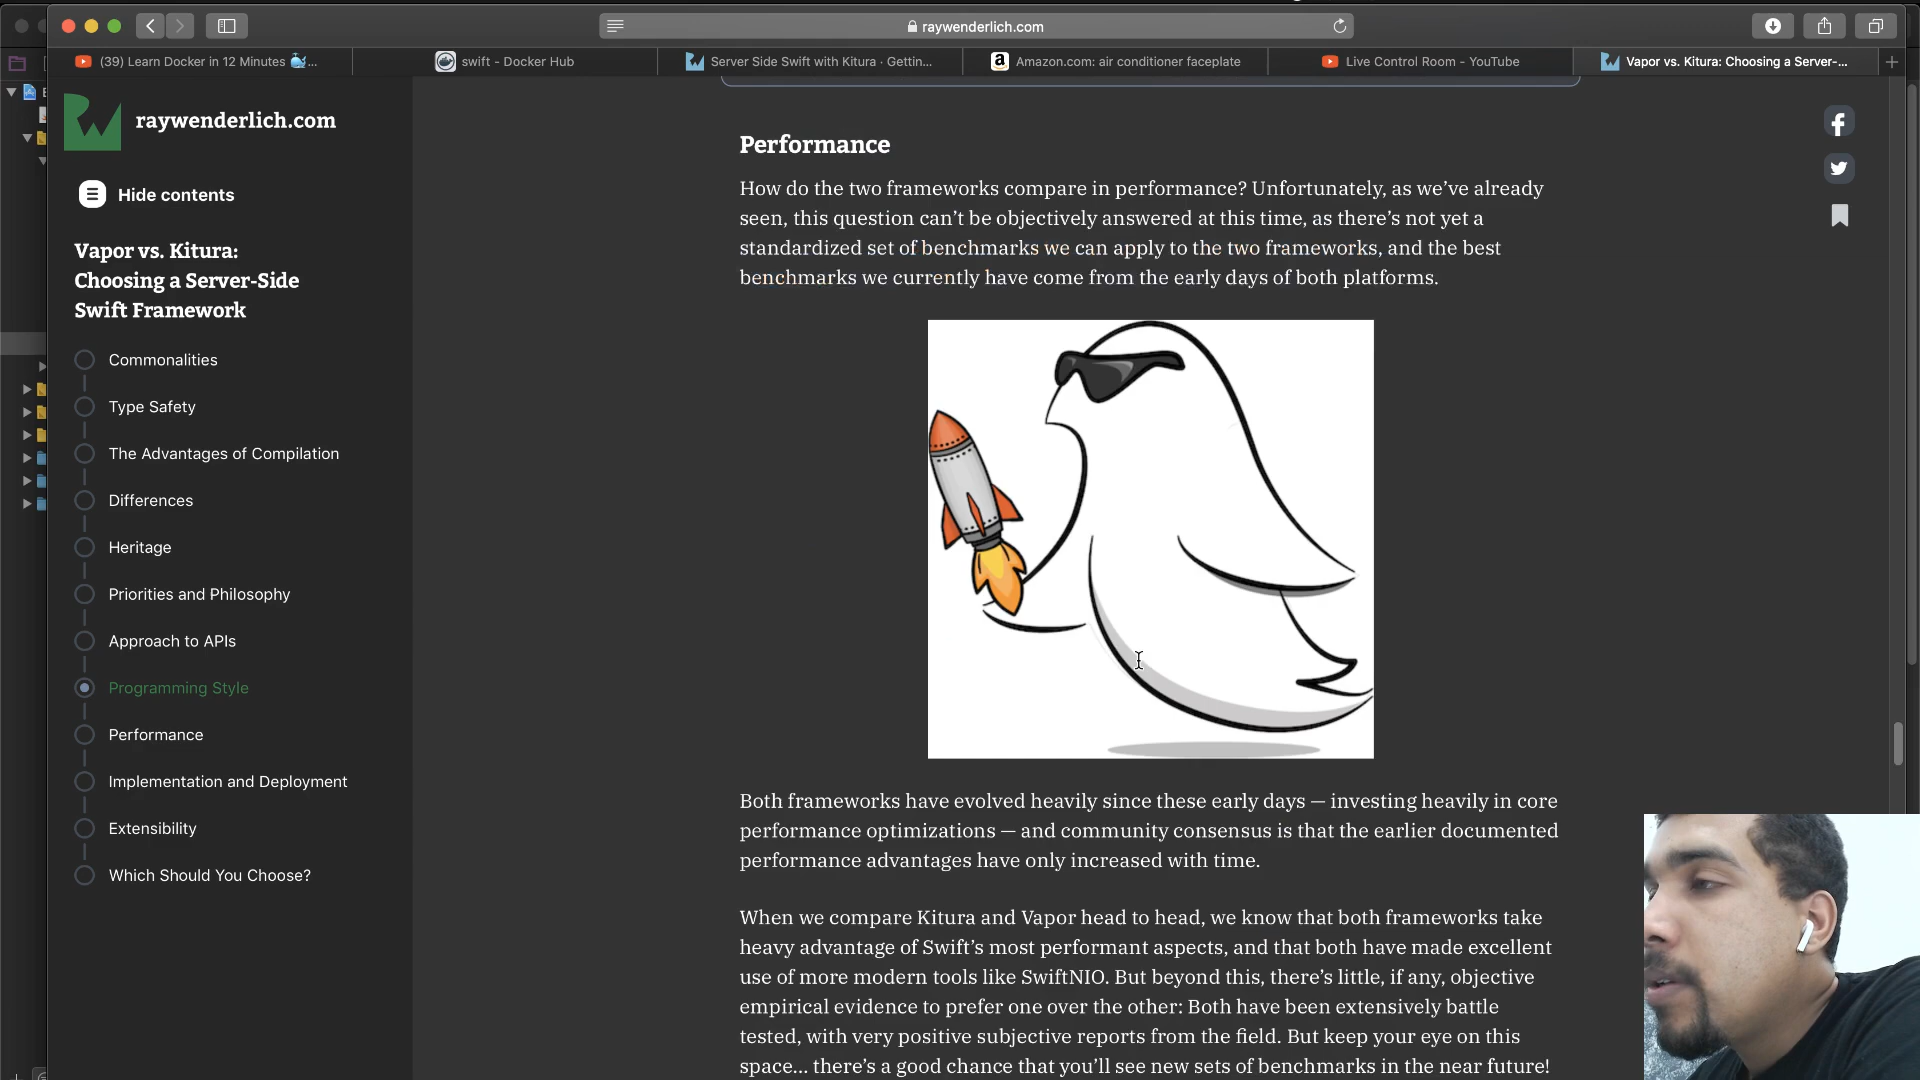 raywenderlich.com
(39) Learn Docker in 12 Minutes 🐳...
swift - Docker Hub
Server Side Swift with Kitura · Gettin...
Amazon.com: air conditioner faceplate
Live Control Room - YouTube
Vapor vs. Kitura: Choosing a Server-...
raywenderlich.com
Hide contents
Vapor vs. Kitura:
Choosing a Server-Side
Swift Framework
Commonalities
Type Safety
The Advantages of Compilation
Differences
Heritage
Priorities and Philosophy
Approach to APIs
Programming Style
Performance
Implementation and Deployment
Extensibility
Which Should You Choose?
Performance
How do the two frameworks compare in performance? Unfortunately, as we’ve already
seen, this question can’t be objectively answered at this time, as there’s not yet a
standardized set of benchmarks we can apply to the two frameworks, and the best
benchmarks we currently have come from the early days of both platforms.
Both frameworks have evolved heavily since these early days — investing heavily in core
performance optimizations — and community consensus is that the earlier documented
performance advantages have only increased with time.
When we compare Kitura and Vapor head to head, we know that both frameworks take
heavy advantage of Swift’s most performant aspects, and that both have made excellent
use of more modern tools like SwiftNIO. But beyond this, there’s little, if any, objective
empirical evidence to prefer one over the other: Both have been extensively battle
tested, with very positive subjective reports from the field. But keep your eye on this
space… there’s a good chance that you’ll see new sets of benchmarks in the near future!